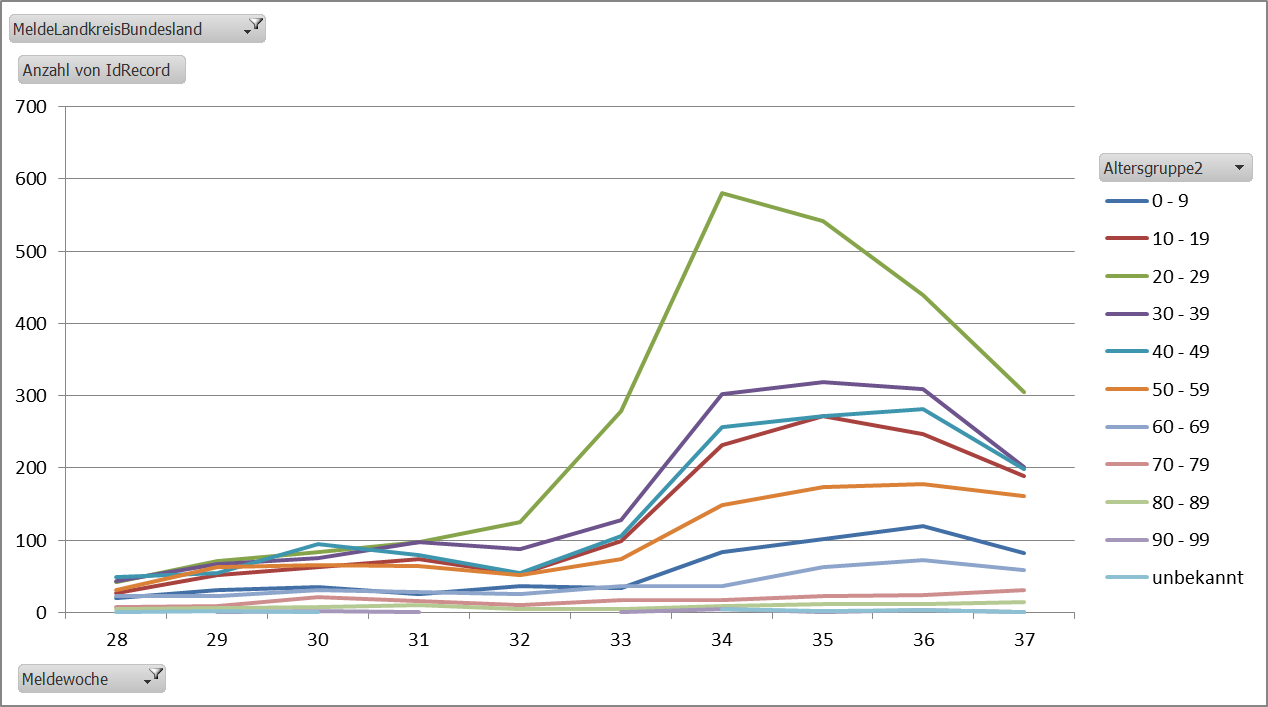 MeldeLandkreisBundesland
Anzahl von IdRecord
700
600
500
400
300
200
100
0
28 29 30 31 32 33 34 35 36 37
Meldewoche
Altersgruppe2
0 - 9
10 - 19
20 - 29
30 - 39
40 - 49
50 - 59
60 - 69
70 - 79
80 - 89
90 - 99
unbekannt